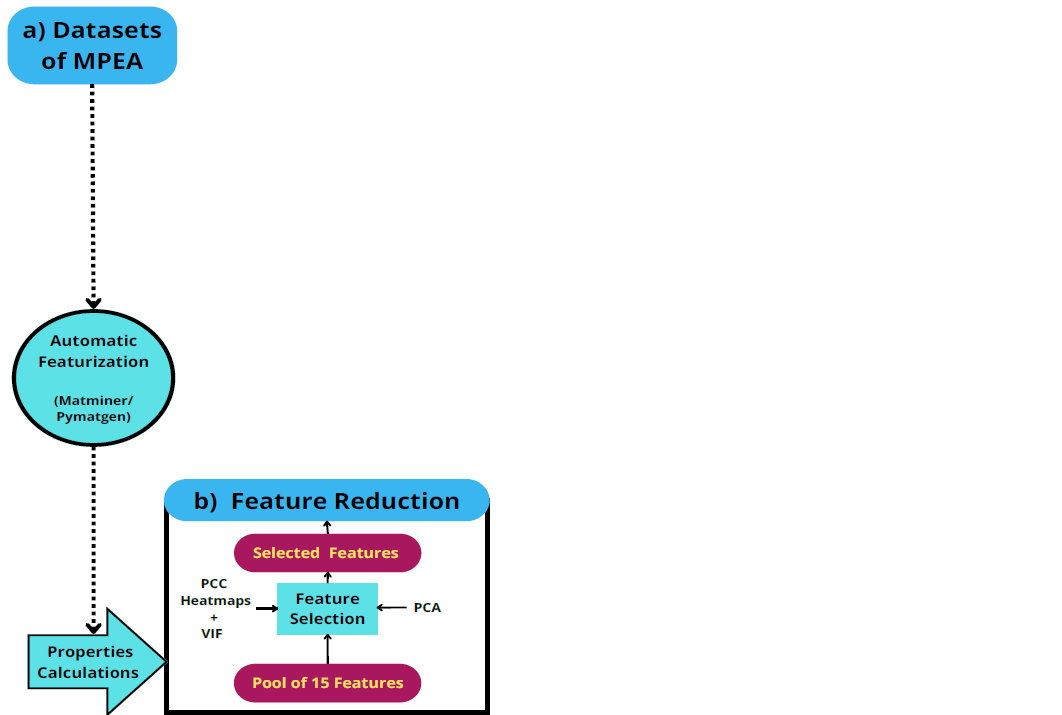 a) Datasets
of MPEA
Automatic
Featurization
(Matminer/
Pymatgen)
Properties
Calculations
b)  Feature Reduction
Selected  Features
PCC
Heatmaps
+
VIF
Feature
Selection
PCA
Pool of 15 Features